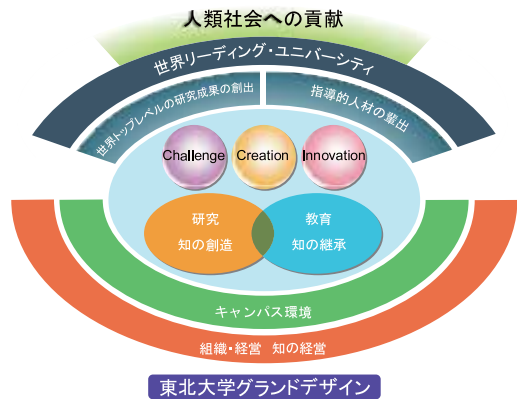 人類社会への貢献
世界リーディング・ユニバーシティ
世界トップレベルの研究成果の創出
指導的人材の輩出
Challenge
Creation
Innovation
研究
知の創造
教育
知の継承
キャンパス環境
組織・経営 知の経営
東北大学グランドデザイン